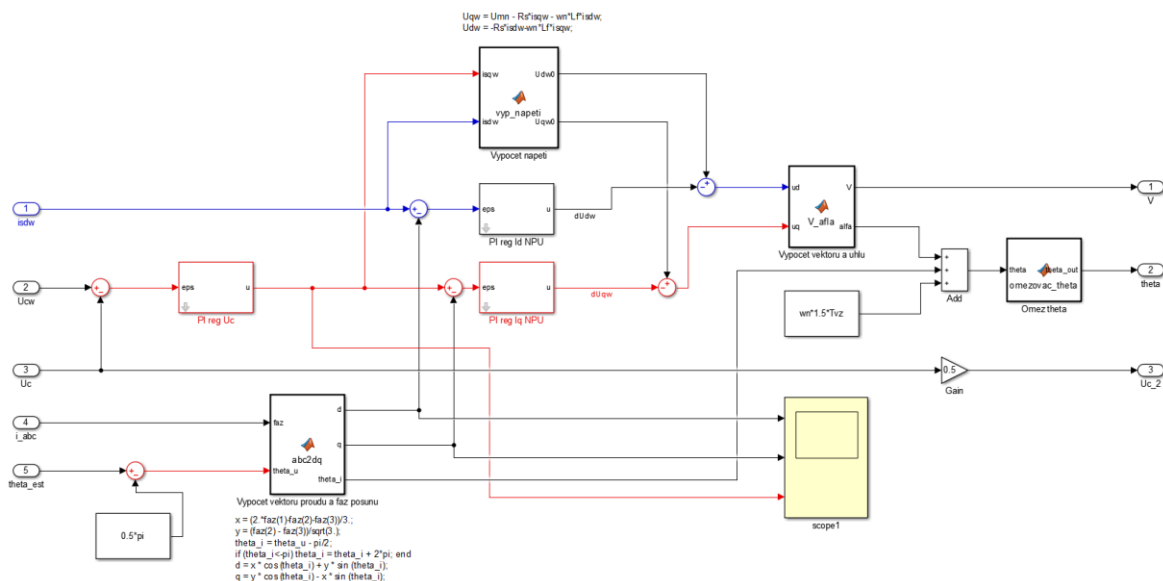 Uqw = Umn - Rs*isqw - wn*Lf*isdw;
Udw = -Rs*isdw-wn*Lf*isqw;
isqw
Udw0
vyp_napeti
isdw
Uqw0
Vypocet napeti
1
isdw
eps
u
dUdw
PI reg Id NPU
ud
V
V_afla
uq
alfa
Vypocet vektoru a uhlu
1
V
2
Ucw
eps
u
PI reg Uc
eps
u
dUqw
PI reg Iq NPU
Add
theta
theta_out
omezovac_theta
Omez theta
2
theta
wn*1.5*Tvz
3
Uc
0.5
Gain
3
Uc_2
4
i_abc
faz
d
abc2dq
q
theta_u
theta_i
Vypocet vektoru proudu a faz posunu
5
theta_est
0.5*pi
scope1
x = (2.*faz(1)-faz(2)-faz(3))/3.;
y = (faz(2) - faz(3))/sqrt(3.);
theta_i = theta_u - pi/2;
if (theta_i<-pi) theta_i = theta_i + 2*pi; end
d = x * cos(theta_i) + y * sin (theta_i);
q = y * cos(theta_i) - x * sin (theta_i);